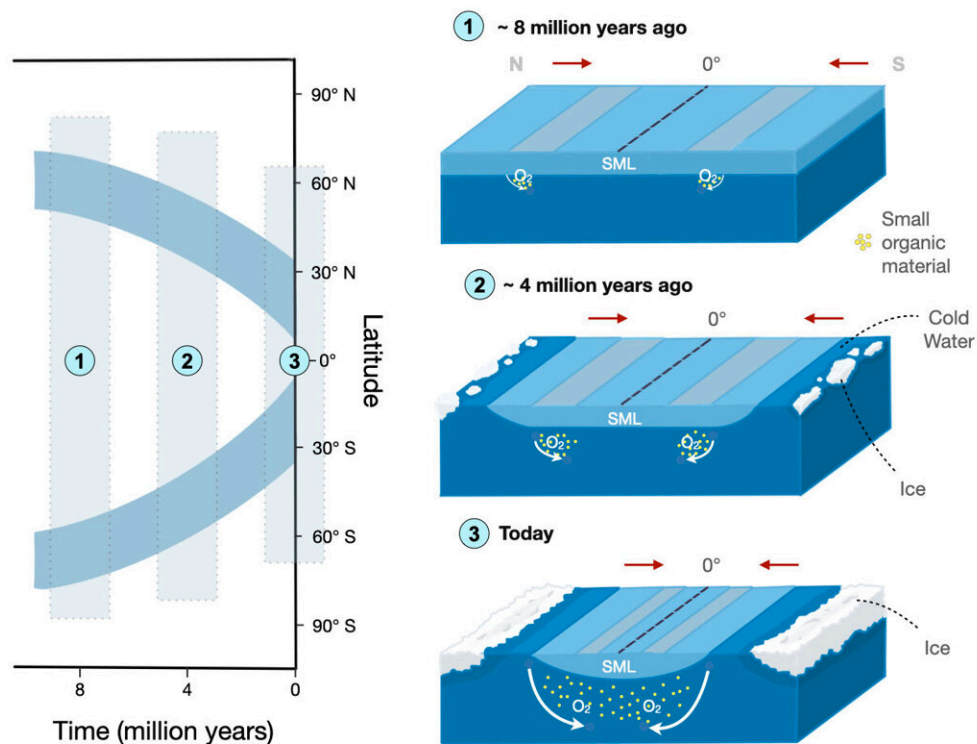 90° N
60° N
30° N
0°
30° S
60° S
90° S
Latitude
1
2
3
8
4
0
Time (million years)
1 ~ 8 million years ago
N
0°
S
SML
O₂
O₂
Small
organic
material
2 ~ 4 million years ago
0°
Cold
Water
SML
O₂
O₂
Ice
3 Today
0°
Ice
SML
O₂
O₂